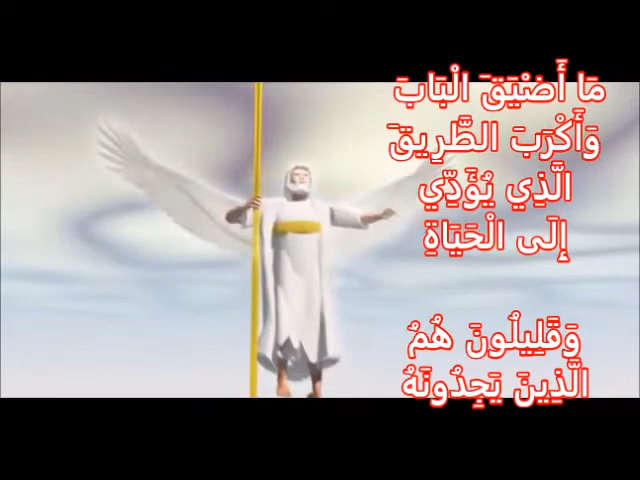 مَا أَضْيَقَ الْبَابَ
وَأَكْرَبَ الطَّرِيقَ
الَّذِي يُؤَدِّي
إِلَى الْحَيَاةِ
وَقَلِيلُونَ هُمُ
الَّذِينَ يَجِدُونَهُ